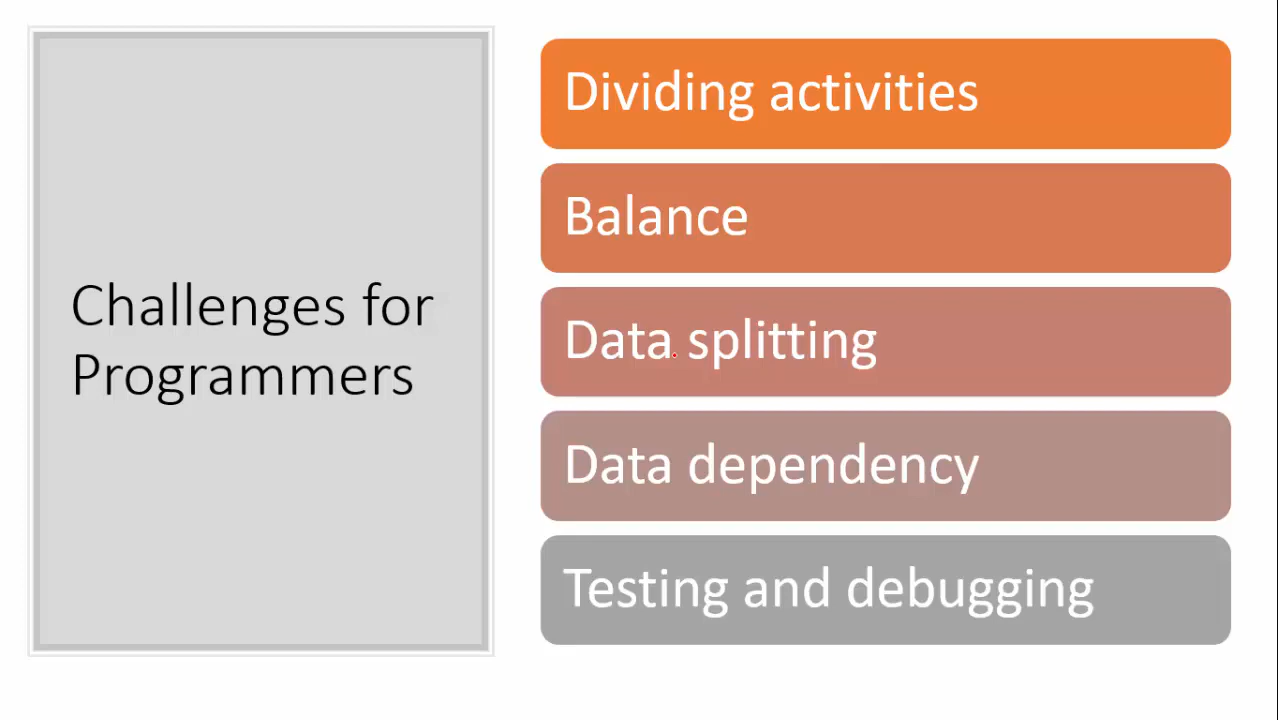 Challenges for
Programmers
Dividing activities
Balance
Data splitting
Data dependency
Testing and debugging